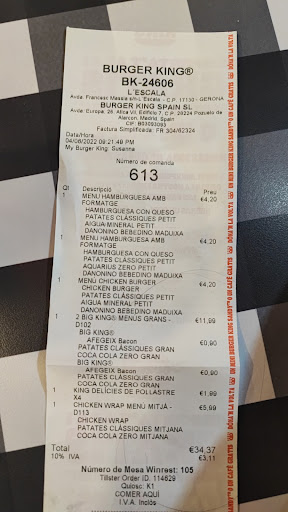 BURGER KING®
BK-24606
L'ESCALA
Avda: Francesc Massià s/n L'Escala - C.P. 17130 - GERONA
BURGER KING SPAIN SL
Avda: Europa, 26, Atica VII, Edificio 7, C.P. 28224 Pozuelo de
Alarcon, Madrid, Spain
CIF: B93093093
Factura Simplificada: FR 304/62324
Data/Hora
04/06/2022 09:21:48 PM
My Burger King: Susanna
Número de comanda
613
Qt Descripció Preu
1 MENU HAMBURGUESA AMB FORMATGE €4,20
HAMBURGUESA CON QUESO
PATATES CLÀSSIQUES PETIT
AIGUA MINERAL PETIT
DANONINO BEBEDINO MADUIXA
1 MENU HAMBURGUESA AMB FORMATGE €4,20
HAMBURGUESA CON QUESO
PATATES CLÀSSIQUES PETIT
AQUARIUS ZERO PETIT
DANONINO BEBEDINO MADUIXA
1 MENU CHICKEN BURGER €4,20
CHICKEN BURGER
PATATES CLÀSSIQUES PETIT
AIGUA MINERAL PETIT
DANONINO BEBEDINO MADUIXA
1 2 BIG KING® MENUS GRANS - D102 €11,99
BIG KING®
AFEGEIX Bacon €0,90
PATATES CLÀSSIQUES GRAN
COCA COLA ZERO GRAN
BIG KING®
AFEGEIX Bacon €0,90
PATATES CLÀSSIQUES GRAN
COCA COLA ZERO GRAN
1 KING DELÍCIES DE POLLASTRE X4 €1,99
1 CHICKEN WRAP MENU MITJÀ - D113 €5,99
CHICKEN WRAP
PATATES CLÀSSIQUES MITJANA
COCA COLA ZERO MITJANA
Total €34,37
10% IVA €3,11
Número de Mesa Winrest: 105
Tillster Order ID: 114629
Quiosc: K1
COMER AQUÍ
I.V.A. Inclòs